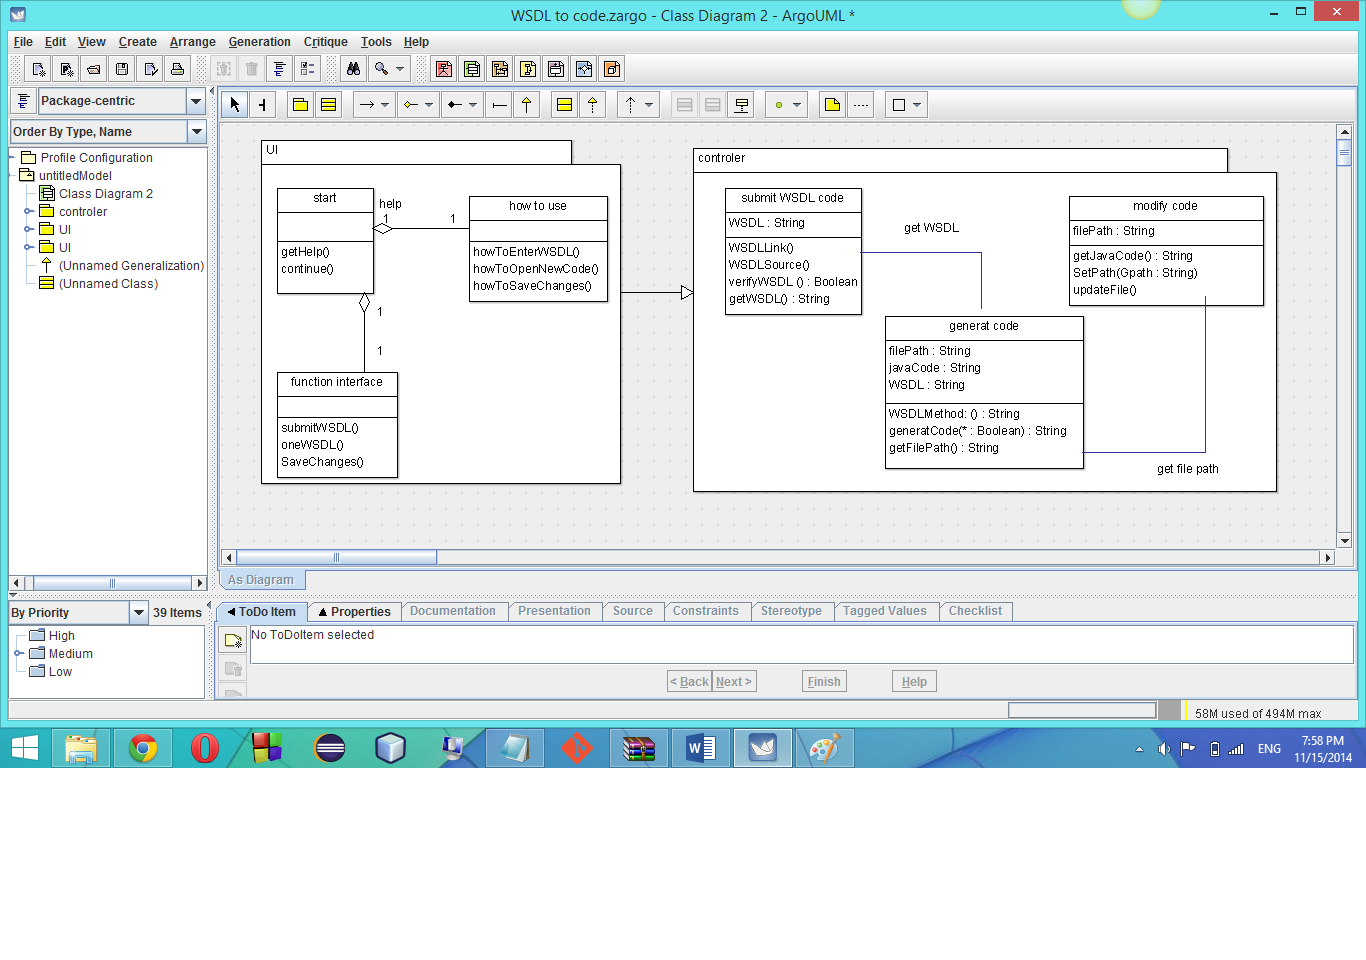 WSDL to code.zargo - Class Diagram 2 - ArgoUML *
File Edit View Create Arrange Generation Critique Tools Help
Package-centric
Order By Type, Name
Profile Configuration
untitledModel
Class Diagram 2
controler
UI
UI
(Unnamed Generalization)
(Unnamed Class)
UI
start
getHelp()
continue()
help
1
1
how to use
howToEnterWSDL()
howToOpenNewCode()
howToSaveChanges()
1
1
function interface
submitWSDL()
oneWSDL()
SaveChanges()
controler
submit WSDL code
WSDL : String
WSDLLink()
WSDLSource()
verifyWSDL () : Boolean
getWSDL() : String
get WSDL
modify code
filePath : String
getJavaCode() : String
SetPath(Gpath : String)
updateFile()
generat code
filePath : String
javaCode : String
WSDL : String
WSDLMethod: () : String
generatCode(* : Boolean) : String
getFilePath() : String
get file path
As Diagram
By Priority 39 Items
High
Medium
Low
ToDo Item Properties Documentation Presentation Source Constraints Stereotype Tagged Values Checklist
No ToDoItem selected
< Back Next > Finish Help
58M used of 494M max
ENG
7:58 PM
11/15/2014